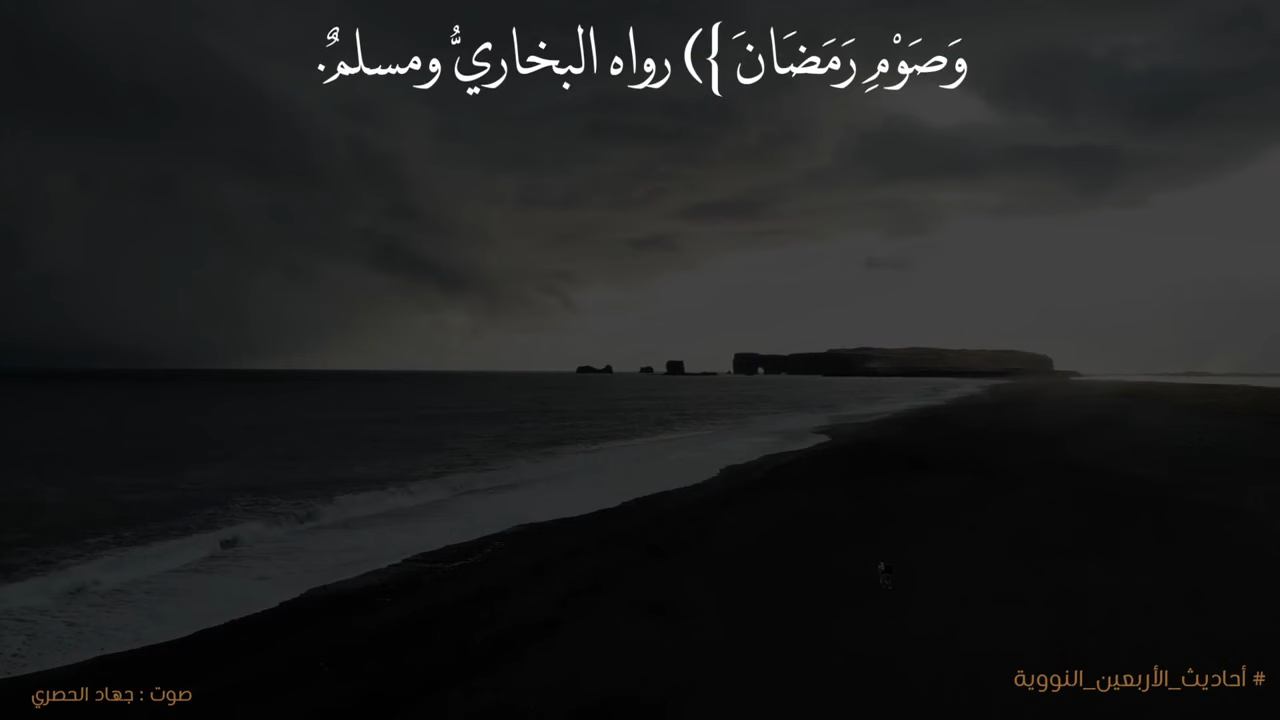 وَصَوْمِ رَمَضَانَ }) رواه البخاريُّ ومسلمٌ.
# أحاديث_الأربعين_النووية
صوت : جهاد الحصري